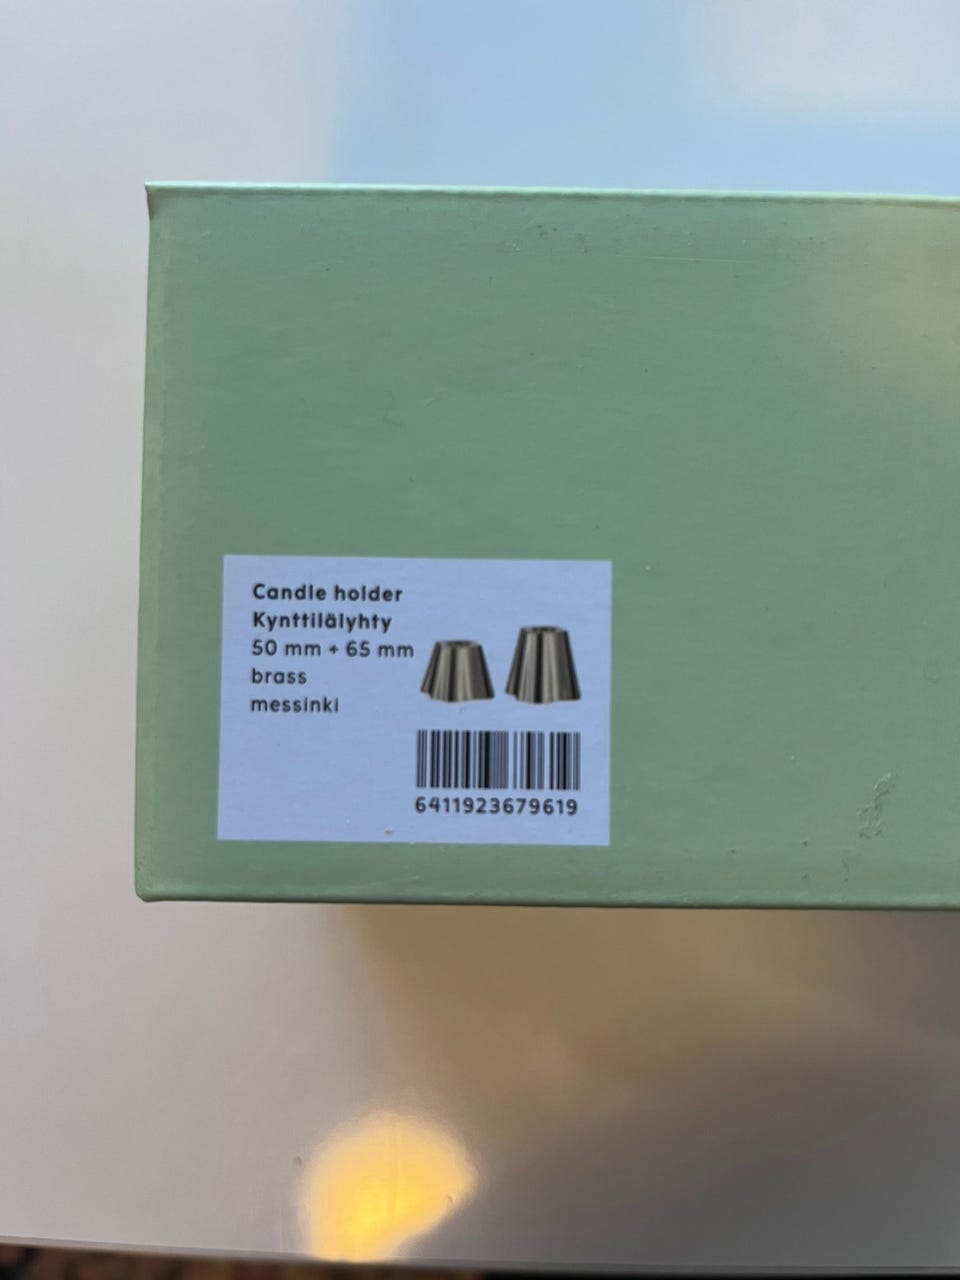 Candle holder
Kynttilälyhty
50 mm + 65 mm
brass
messinki
6411923679619